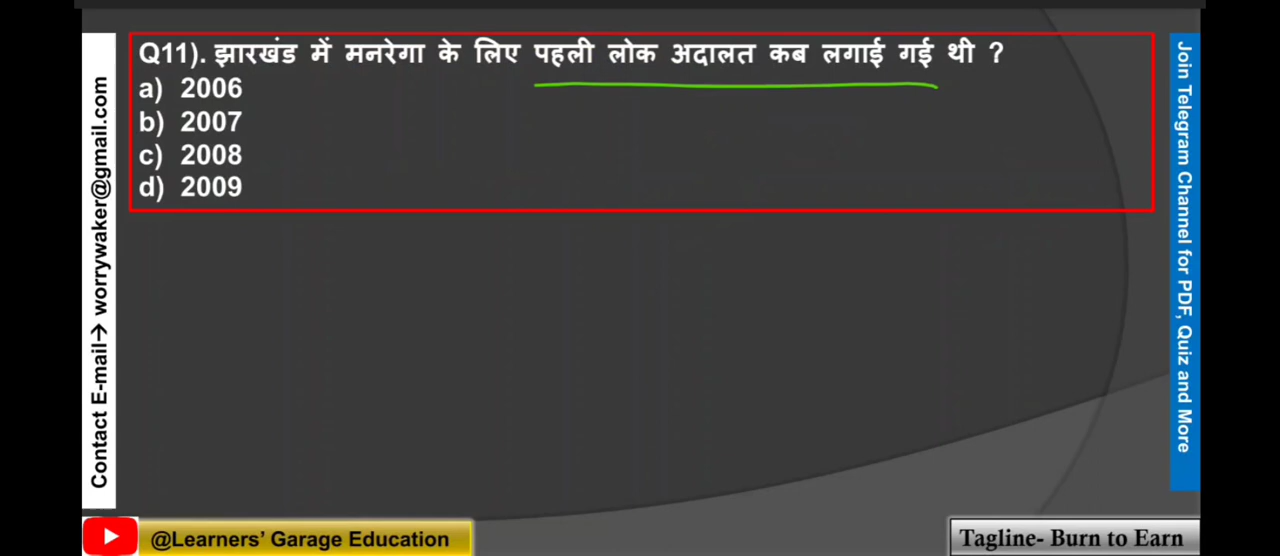 Q11). झारखंड में मनरेगा के लिए पहली लोक अदालत कब लगाई गई थी ?
a) 2006
b) 2007
c) 2008
d) 2009
Contact E-mail→ worrywaker@gmail.com
Join Telegram Channel for PDF, Quiz and More
@Learners’ Garage Education
Tagline- Burn to Earn